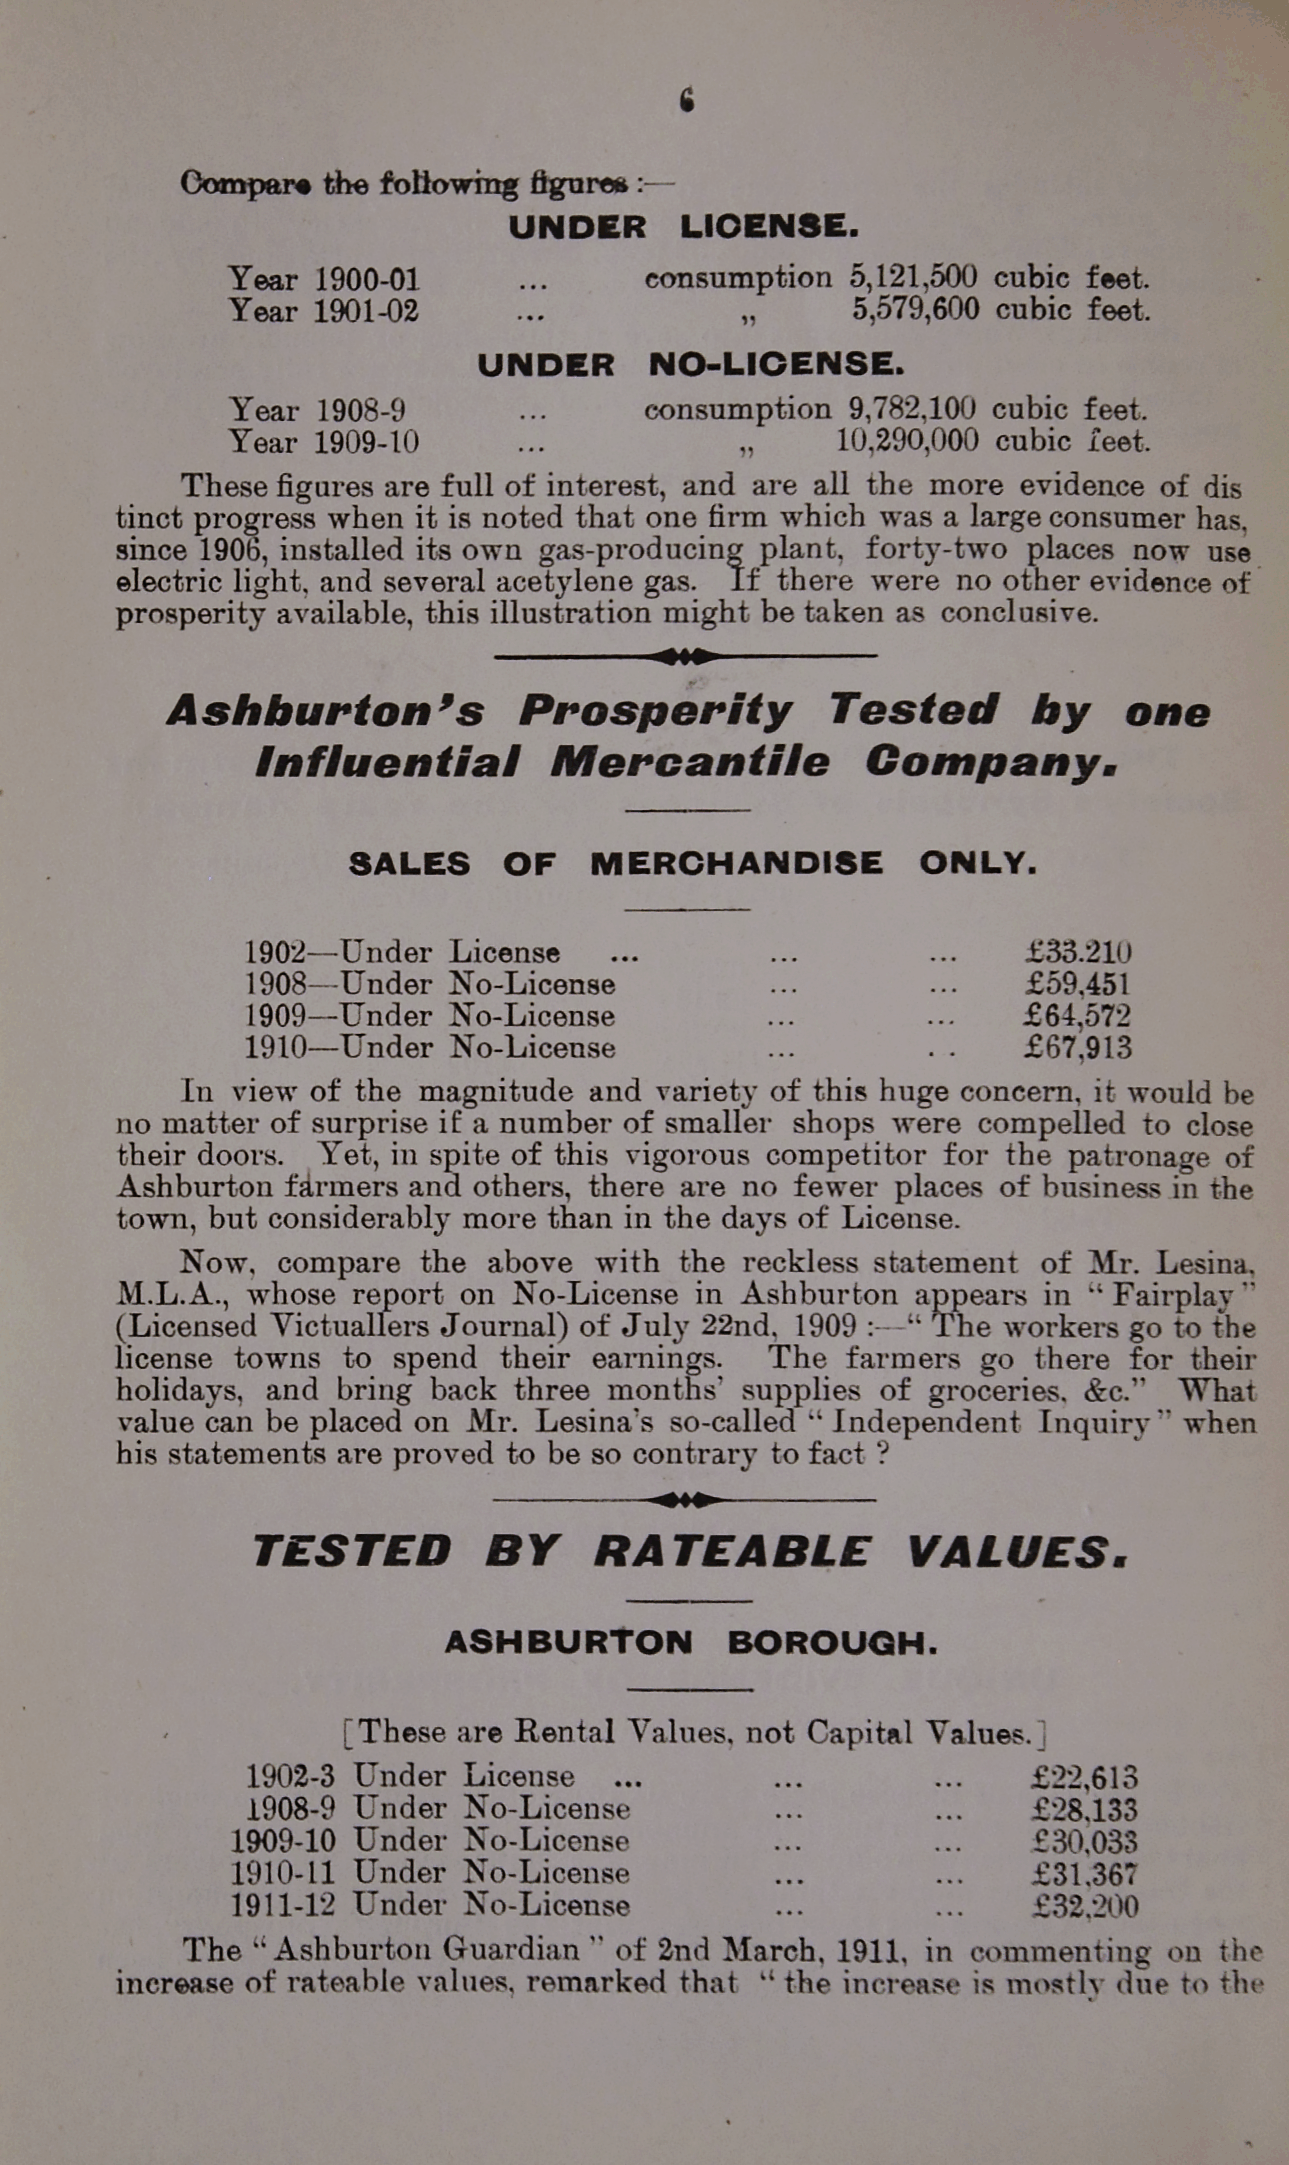 6
Compare the following figures :—
UNDER LICENSE.
Year 1900-01 ... consumption 5,121,500 cubic feet.
Year 1901-02 ... „ 5,579,600 cubic feet.
UNDER NO-LICENSE.
Year 1908-9 ... consumption 9,782,100 cubic feet.
Year 1909-10 ... „ 10,290,000 cubic feet.
These figures are full of interest, and are all the more evidence of dis
tinct progress when it is noted that one firm which was a large consumer has,
since 1906, installed its own gas-producing plant, forty-two places now use
electric light, and several acetylene gas. If there were no other evidence of
prosperity available, this illustration might be taken as conclusive.
Ashburton's Prosperity Tested by one
Influential Mercantile Company.
SALES OF MERCHANDISE ONLY.
1902—Under License ... ... ... £33.210
1908—Under No-License ... ... £59,451
1909—Under No-License ... ... £64,572
1910—Under No-License ... . . £67,913
In view of the magnitude and variety of this huge concern, it would be
no matter of surprise if a number of smaller shops were compelled to close
their doors. Yet, in spite of this vigorous competitor for the patronage of
Ashburton farmers and others, there are no fewer places of business in the
town, but considerably more than in the days of License.
Now, compare the above with the reckless statement of Mr. Lesina,
M.L.A., whose report on No-License in Ashburton appears in “ Fairplay ”
(Licensed Victuallers Journal) of July 22nd, 1909 :—“ The workers go to the
license towns to spend their earnings. The farmers go there for their
holidays, and bring back three months' supplies of groceries, &c.” What
value can be placed on Mr. Lesina's so-called “ Independent Inquiry ” when
his statements are proved to be so contrary to fact ?
TESTED BY RATEABLE VALUES.
ASHBURTON BOROUGH.
[These are Rental Values, not Capital Values.]
1902-3 Under License ... ... ... £22,613
1908-9 Under No-License ... ... £28,133
1909-10 Under No-License ... ... £30,033
1910-11 Under No-License ... ... £31,367
1911-12 Under No-License ... ... £32,200
The “ Ashburton Guardian ” of 2nd March, 1911, in commenting on the
increase of rateable values, remarked that “ the increase is mostly due to the